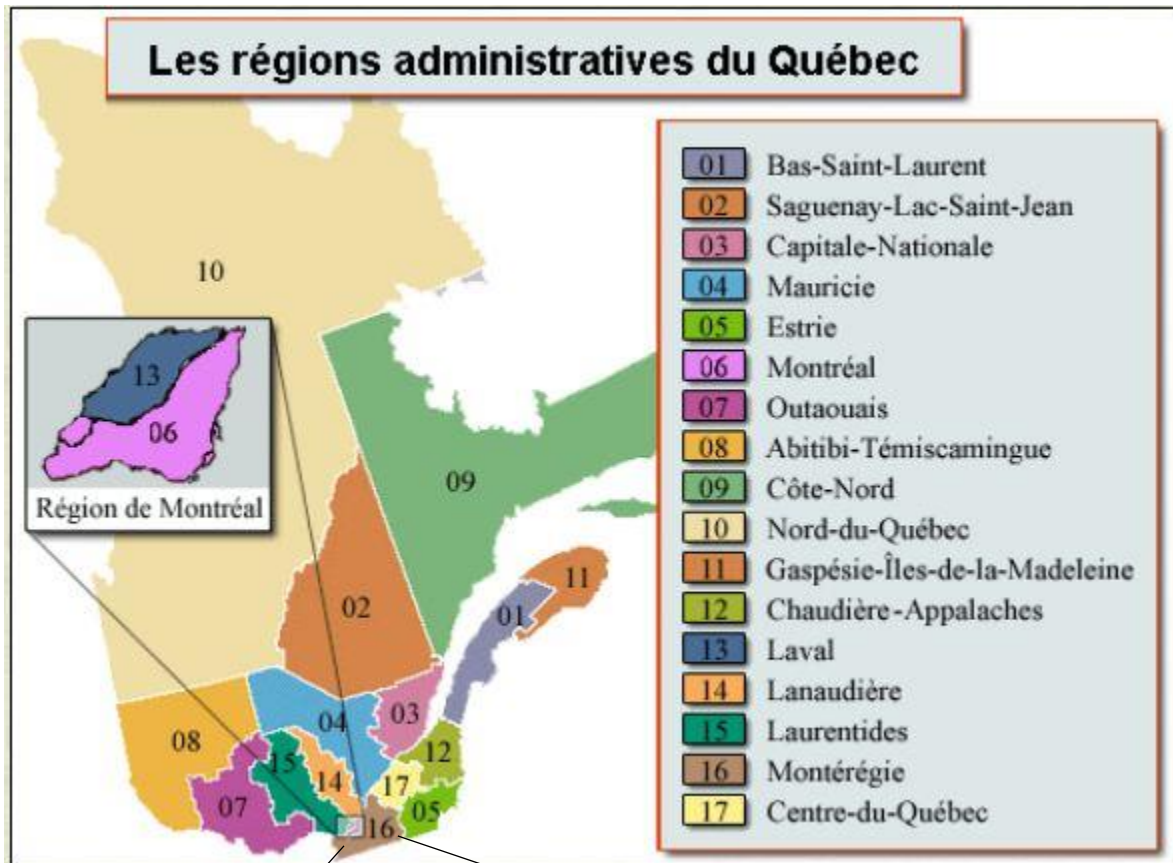 Les régions administratives du Québec
01 Bas-Saint-Laurent
02 Saguenay-Lac-Saint-Jean
03 Capitale-Nationale
04 Mauricie
05 Estrie
06 Montréal
07 Outaouais
08 Abitibi-Témiscamingue
09 Côte-Nord
10 Nord-du-Québec
11 Gaspésie-Îles-de-la-Madeleine
12 Chaudière-Appalaches
13 Laval
14 Lanaudière
15 Laurentides
16 Montérégie
17 Centre-du-Québec
10
13
06
Région de Montréal
09
02
11
01
04
03
08
12
15
14
17
07
05
16